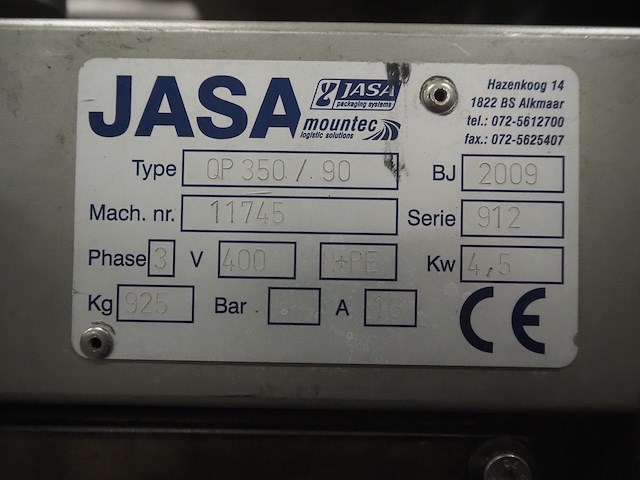 JASA
JASA
packaging systems
mountec
logistic solutions
Hazenkoog 14
1822 BS Alkmaar
tel.: 072-5612700
fax.: 072-5625407
Type QP 350 / 90 BJ 2009
Mach. nr. 11745 Serie 912
Phase 3 V 400 +PE Kw 4,5
Kg 925 Bar A 16
CE